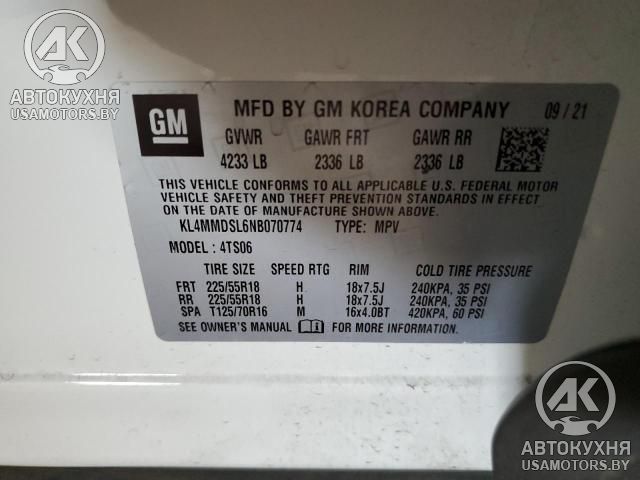 АВТОКУХНЯ
USAMOTORS.BY
GM
MFD BY GM KOREA COMPANY 09 / 21
GVWR GAWR FRT GAWR RR
4233 LB 2336 LB 2336 LB
THIS VEHICLE CONFORMS TO ALL APPLICABLE U.S. FEDERAL MOTOR
VEHICLE SAFETY AND THEFT PREVENTION STANDARDS IN EFFECT
ON THE DATE OF MANUFACTURE SHOWN ABOVE.
KL4MMDSL6NB070774 TYPE: MPV
MODEL : 4TS06
TIRE SIZE SPEED RTG RIM COLD TIRE PRESSURE
FRT 225/55R18 H 18x7.5J 240KPA, 35 PSI
RR 225/55R18 H 18x7.5J 240KPA, 35 PSI
SPA T125/70R16 M 16x4.0BT 420KPA, 60 PSI
SEE OWNER'S MANUAL FOR MORE INFORMATION.
AK
АВТОКУХНЯ
USAMOTORS.BY